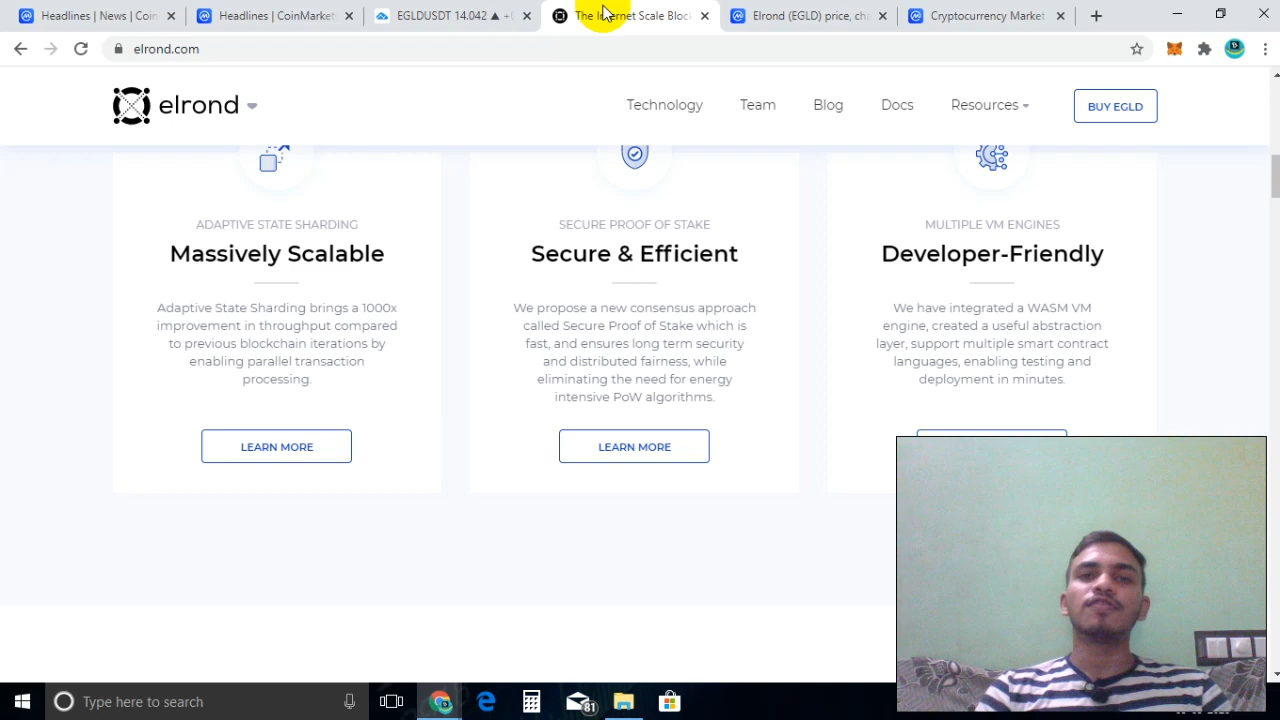 Headlines | News | Coin
Headlines | CoinMarket
EGLDUSDT 14.042 ▲ +
The Internet Scale Bloc
Elrond (EGLD) price, ch
Cryptocurrency Market
elrond.com
elrond
Technology
Team
Blog
Docs
Resources
BUY EGLD
ADAPTIVE STATE SHARDING
Massively Scalable
Adaptive State Sharding brings a 1000x
improvement in throughput compared
to previous blockchain iterations by
enabling parallel transaction
processing.
LEARN MORE
SECURE PROOF OF STAKE
Secure & Efficient
We propose a new consensus approach
called Secure Proof of Stake which is
fast, and ensures long term security
and distributed fairness, while
eliminating the need for energy
intensive PoW algorithms.
LEARN MORE
MULTIPLE VM ENGINES
Developer-Friendly
We have integrated a WASM VM
engine, created a useful abstraction
layer, support multiple smart contract
languages, enabling testing and
deployment in minutes.
Type here to search
81